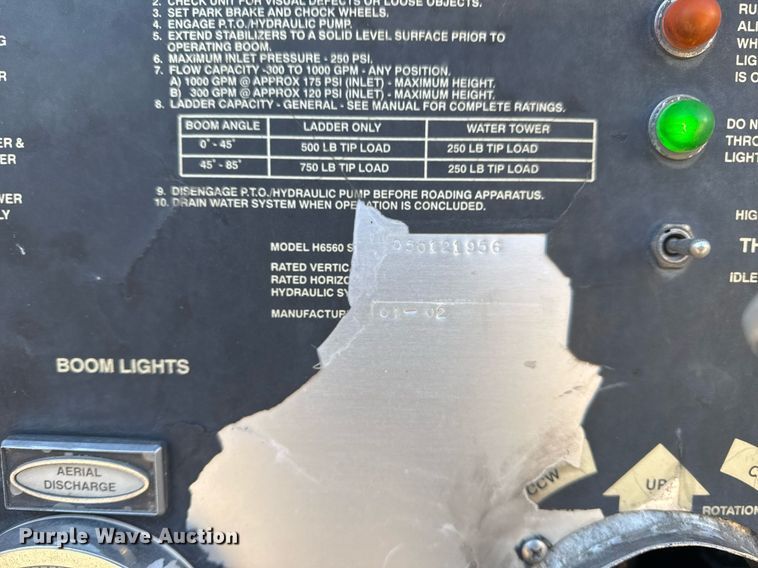 2. CHECK UNIT FOR VISUAL DEFECTS OR LOOSE OBJECTS.
3. SET PARK BRAKE AND CHOCK WHEELS.
4. ENGAGE P.T.O./HYDRAULIC PUMP.
5. EXTEND STABILIZERS TO A SOLID LEVEL SURFACE PRIOR TO
OPERATING BOOM.
6. MAXIMUM INLET PRESSURE - 250 PSI.
7. FLOW CAPACITY -300 TO 1000 GPM - ANY POSITION.
A) 1000 GPM @ APPROX 175 PSI (INLET) - MAXIMUM HEIGHT.
B) 300 GPM @ APPROX 120 PSI (INLET) - MAXIMUM HEIGHT.
8. LADDER CAPACITY - GENERAL - SEE MANUAL FOR COMPLETE RATINGS.
BOOM ANGLE LADDER ONLY WATER TOWER
0° - 45° 500 LB TIP LOAD 250 LB TIP LOAD
45° - 85° 750 LB TIP LOAD 250 LB TIP LOAD
9. DISENGAGE P.T.O./HYDRAULIC PUMP BEFORE ROADING APPARATUS.
10. DRAIN WATER SYSTEM WHEN OPERATION IS CONCLUDED.
MODEL H6560 S 056121956
RATED VERTIC
RATED HORIZO
HYDRAULIC SY
MANUFACTUR 01-02
BOOM LIGHTS
AERIAL
DISCHARGE
CCW
UP
ROTATION
RU
ALI
WH
LIG
IS O
DO N
THRO
LIGHT
HIG
TH
IDLE
NG
ER
ER &
ER
WER
LY
Purple Wave Auction